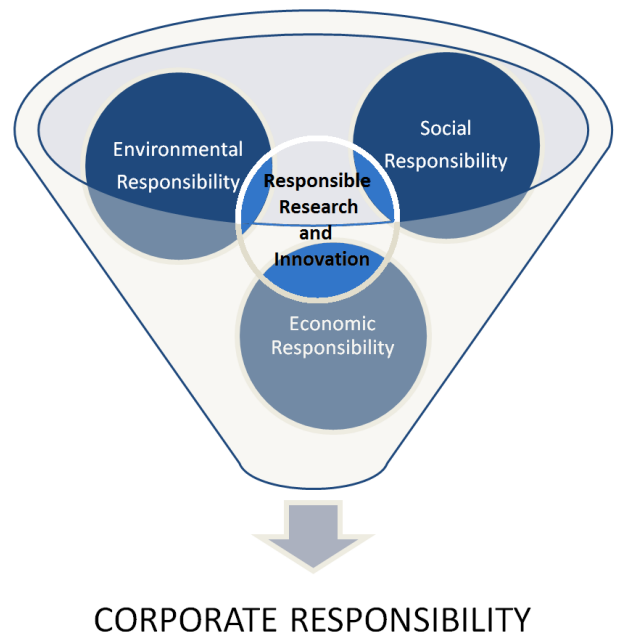 Environmental
Responsibility
Social
Responsibility
Responsible
Research
and
Innovation
Economic
Responsibility
CORPORATE RESPONSIBILITY